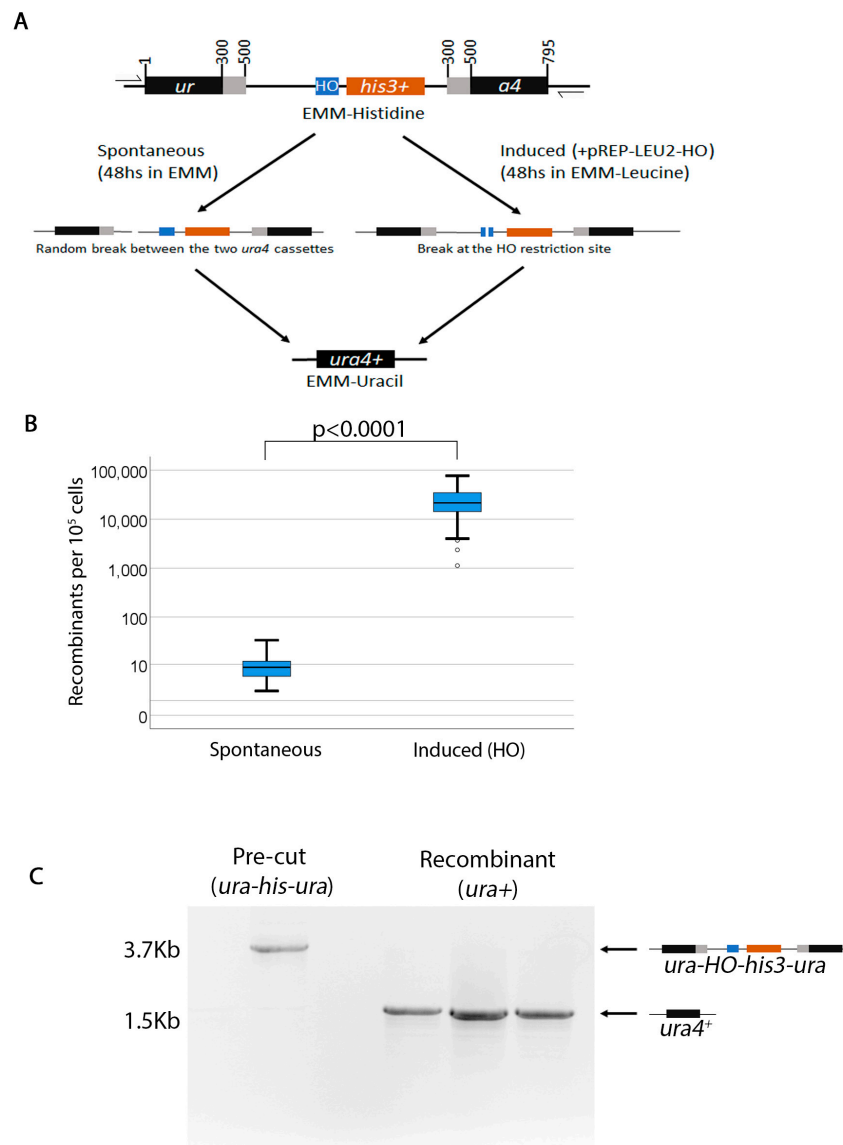 A
1
300
500
300
500
795
ur
HO
his3+
a4
EMM-Histidine
Spontaneous
(48hs in EMM)
Induced (+pREP-LEU2-HO)
(48hs in EMM-Leucine)
Random break between the two ura4 cassettes
Break at the HO restriction site
ura4+
EMM-Uracil
B
p<0.0001
Recombinants per 10⁵ cells
100,000
10,000
1,000
100
10
0
Spontaneous
Induced (HO)
C
Pre-cut
(ura-his-ura)
Recombinant
(ura+)
3.7Kb
1.5Kb
ura-HO-his3-ura
ura4⁺